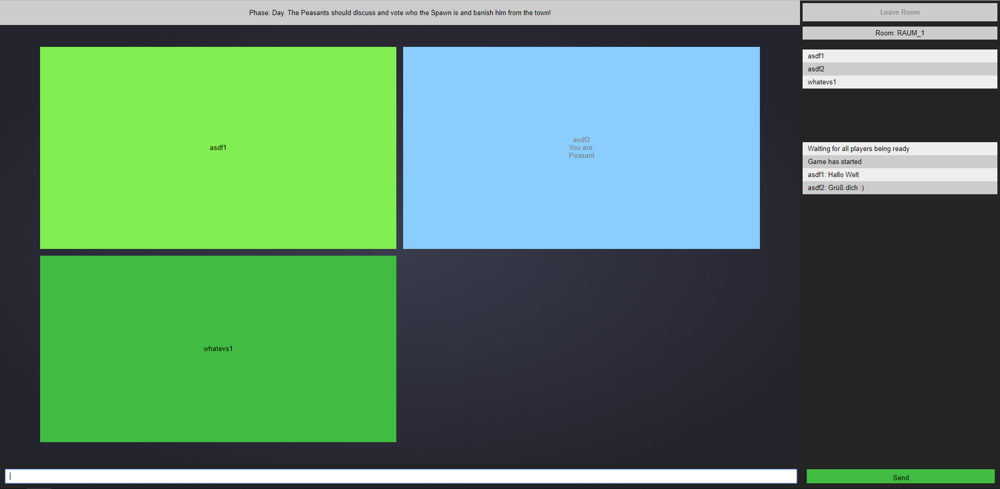 Phase: Day. The Peasants should discuss and vote who the Spawn is and banish him from the town!
Leave Room
Room: RAUM_1
asdf1
asdf2
whatevs1
asdf1
asdf2
You are:
Peasant
whatevs1
Waiting for all players being ready
Game has started
asdf1: Hallo Welt
asdf2: Grüß dich :)
Send